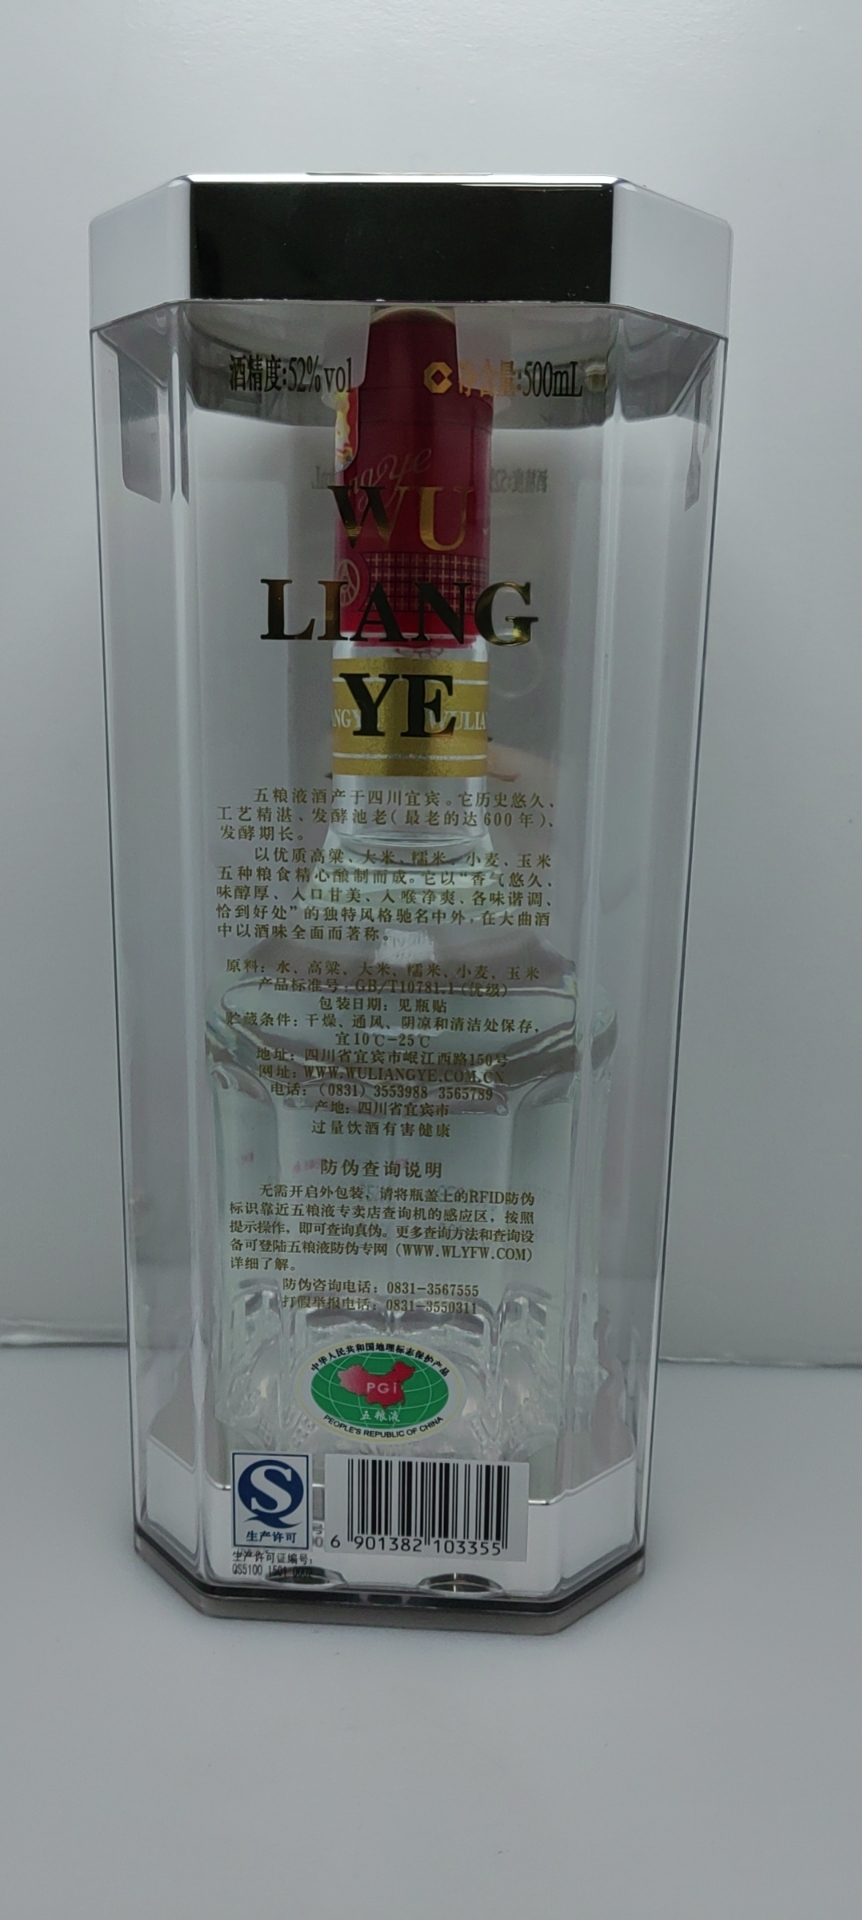 酒精度:52%vol 净含量:500mL
WU
LIANG
YE
五粮液酒产于四川宜宾。它历史悠久、
工艺精湛、发酵池老(最老的达600年)、
发酵期长。
以优质高粱、大米、糯米、小麦、玉米
五种粮食精心酿制而成。它以“香气悠久、
味醇厚、入口甘美、入喉净爽、各味谐调、
恰到好处”的独特风格驰名中外,在大曲酒
中以酒味全面而著称。
原料: 水、高粱、大米、糯米、小麦、玉米
产品标准号: GB/T10781.1(优级)
包装日期: 见瓶贴
贮藏条件: 干燥、通风、阴凉和清洁处保存,
宜10℃-25℃
地址: 四川省宜宾市岷江西路150号
网址: WWW.WULIANGYE.COM.CN
电话: (0831) 3553988 3565789
产地: 四川省宜宾市
过量饮酒有害健康
防伪查询说明
无需开启外包装, 请将瓶盖上的RFID防伪
标识靠近五粮液专卖店查询机的感应区, 按照
提示操作, 即可查询真伪。更多查询方法和查询设
备可登陆五粮液防伪专网 (WWW.WLYFW.COM)
详细了解。
防伪咨询电话: 0831-3567555
打假举报电话: 0831-3550311
中华人民共和国地理标志保护产品
PGI
五粮液
PEOPLE'S REPUBLIC OF CHINA
生产许可
6 901382 103355
生产许可证编号:
QS5100 1501